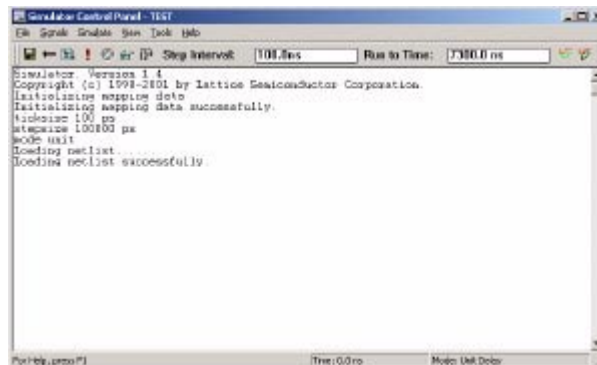 Simulator Control Panel - TEST
File Signals Simulate View Tools Help
Step Interval: 100.0ns Run to Time: 7300.0 ns
Simulator. Version 1.4
Copyright (c) 1998-2001 by Lattice Semiconductor Corporation.
Initializing mapping data
Initializing mapping data successfully.
ticksize 100 ps
stepsize 100000 ps
mode unit
Loading netlist...
Loading netlist successfully.
For Help, press F1 Time: 0.0 ns Mode: Unit Delay